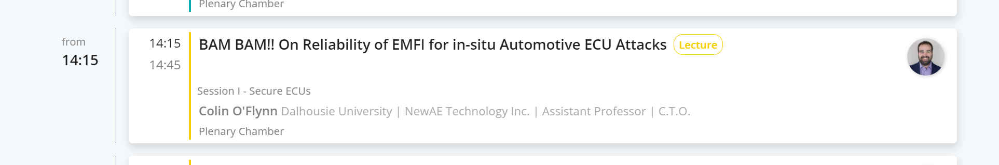 Plenary Chamber
from
14:15
14:15
14:45
BAM BAM!! On Reliability of EMFI for in-situ Automotive ECU Attacks
Lecture
Session I - Secure ECUs
Colin O'Flynn Dalhousie University | NewAE Technology Inc. | Assistant Professor | C.T.O.
Plenary Chamber